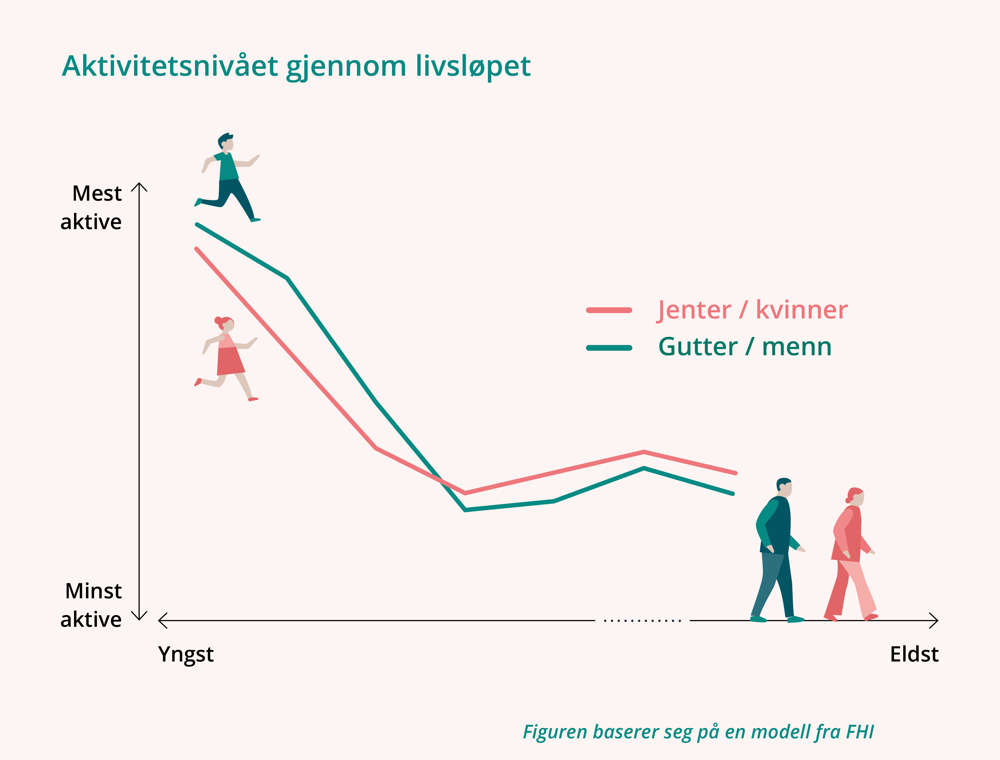 Aktivitetsnivået gjennom livsløpet
Mest
aktive
Jenter / kvinner
Gutter / menn
Minst
aktive
Yngst
Eldst
Figuren baserer seg på en modell fra FHI